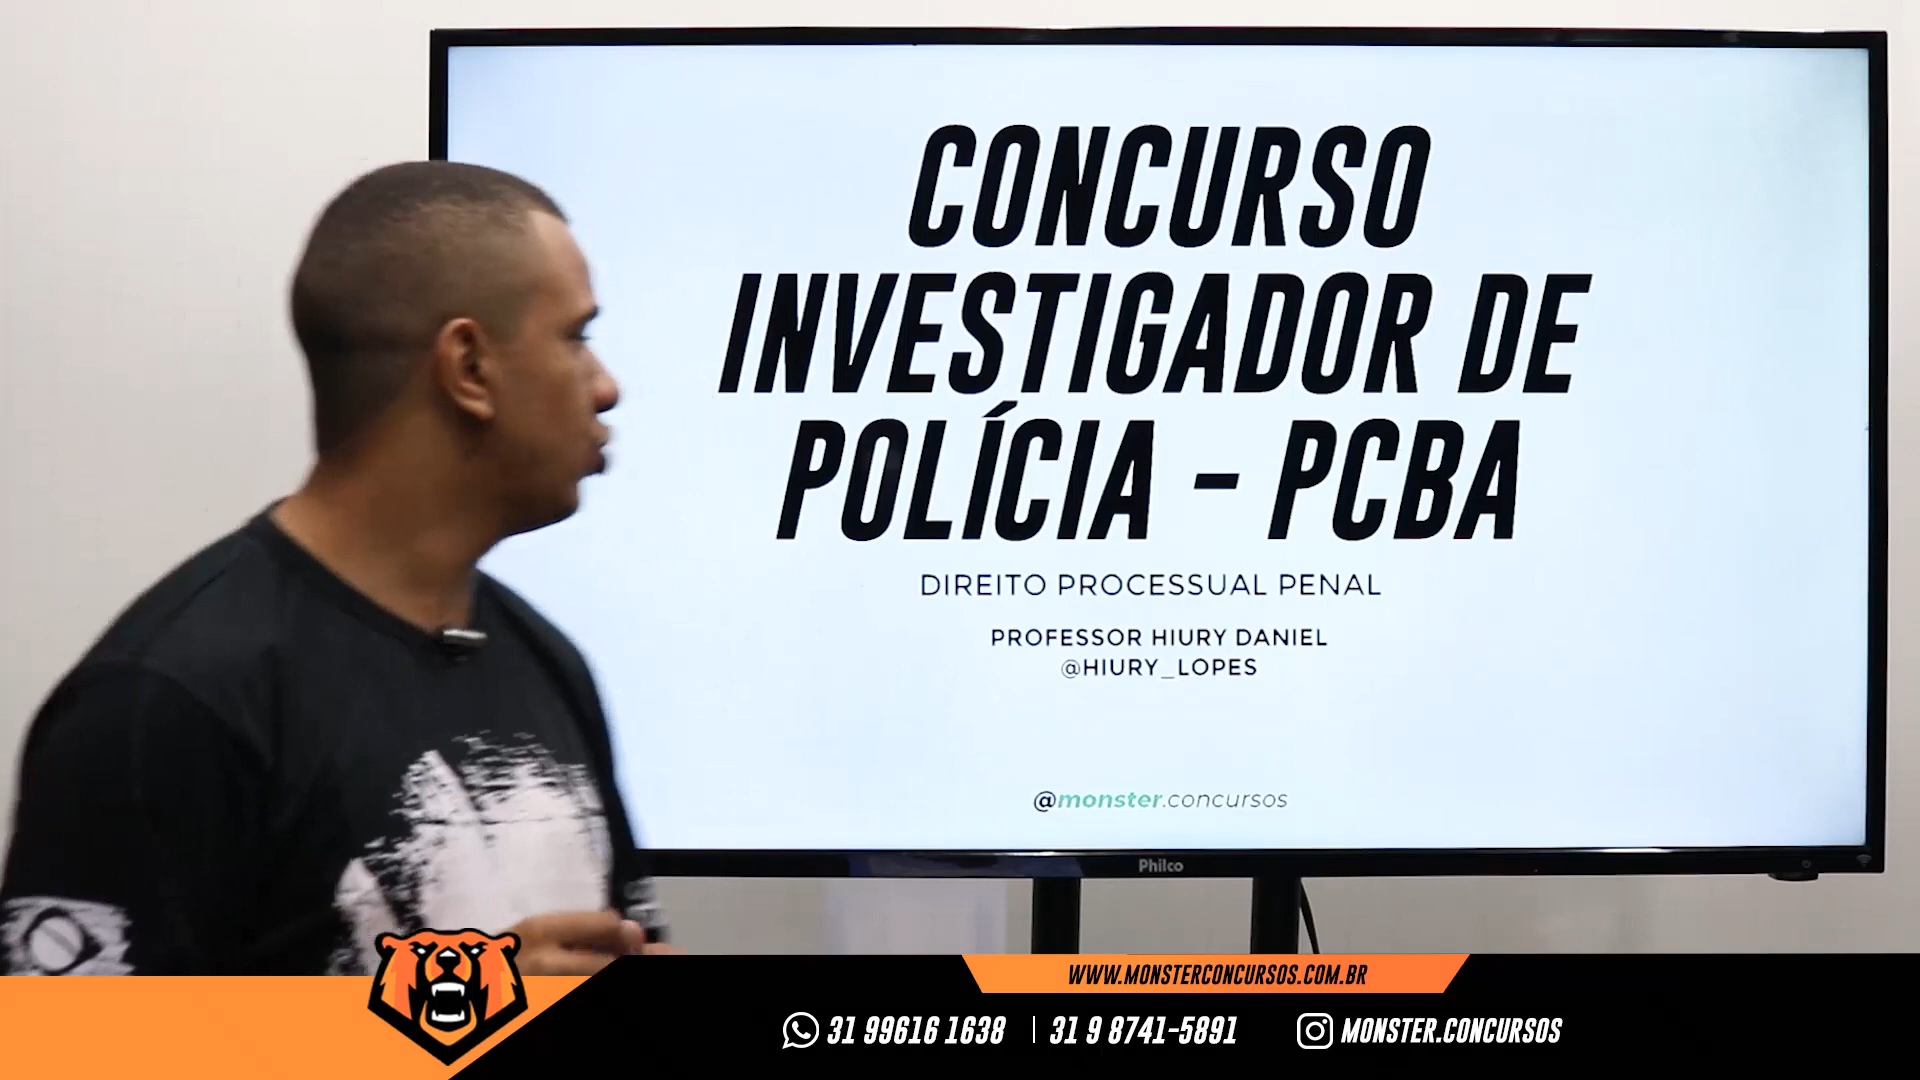 CONCURSO
INVESTIGADOR DE
POLÍCIA - PCBA
DIREITO PROCESSUAL PENAL
PROFESSOR HIURY DANIEL
@HIURY_LOPES
@monster.concursos
Philco
WWW.MONSTERCONCURSOS.COM.BR
31 99616 1638 | 31 9 8741-5891 MONSTER.CONCURSOS